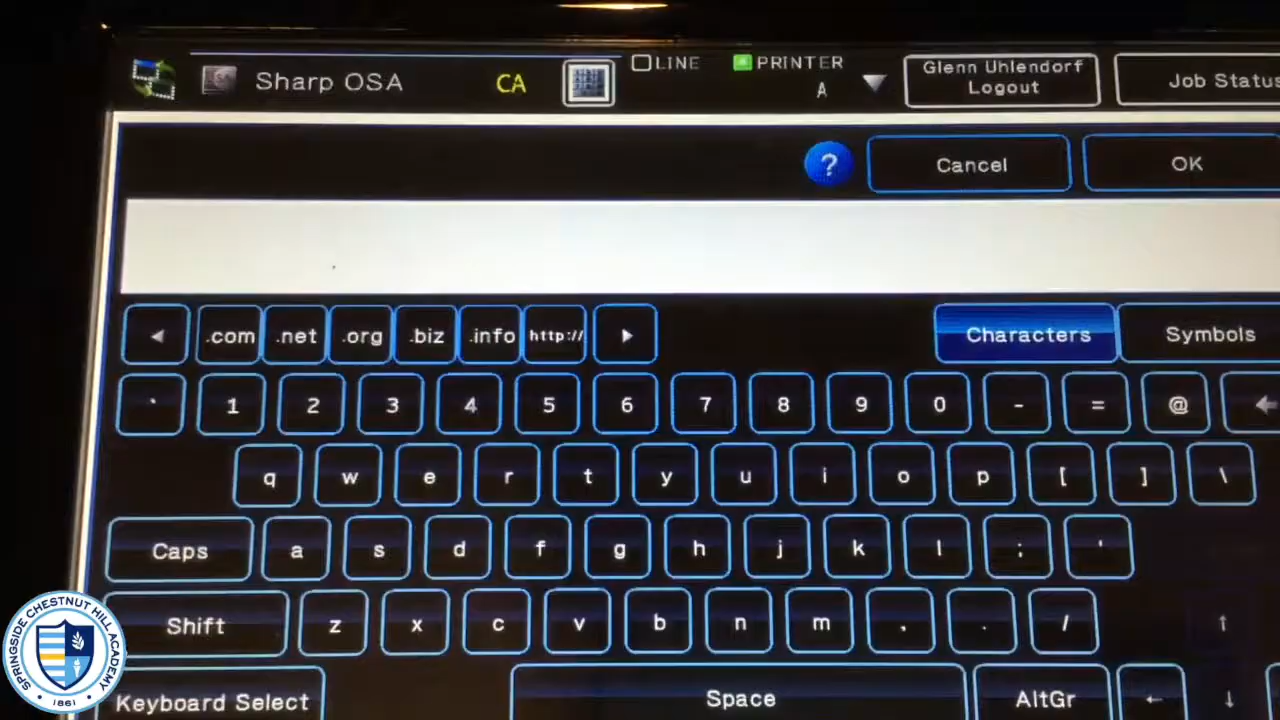 Sharp OSA CA LINE PRINTER A Glenn Uhlendorf Logout Job Status
? Cancel OK
.com .net .org .biz .info http:// Characters Symbols
` 1 2 3 4 5 6 7 8 9 0 - = @
q w e r t y u i o p [ ] \
Caps a s d f g h j k l ; '
Shift z x c v b n m , . /
Keyboard Select Space AltGr
SPRINGSIDE CHESTNUT HILL ACADEMY
1861